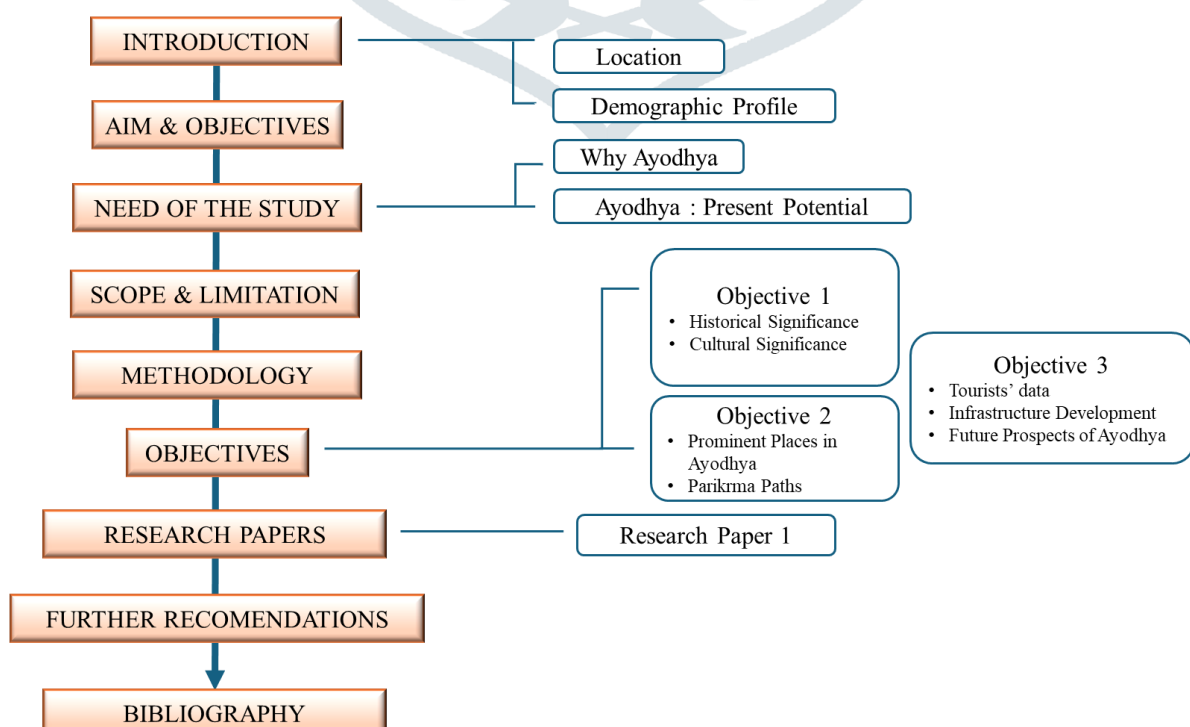 INTRODUCTION
Location
Demographic Profile
AIM & OBJECTIVES
Why Ayodhya
NEED OF THE STUDY
Ayodhya : Present Potential
SCOPE & LIMITATION
Objective 1
• Historical Significance
• Cultural Significance
METHODOLOGY
Objective 3
• Tourists’ data
• Infrastructure Development
• Future Prospects of Ayodhya
OBJECTIVES
Objective 2
• Prominent Places in
Ayodhya
• Parikrma Paths
RESEARCH PAPERS
Research Paper 1
FURTHER RECOMENDATIONS
BIBLIOGRAPHY